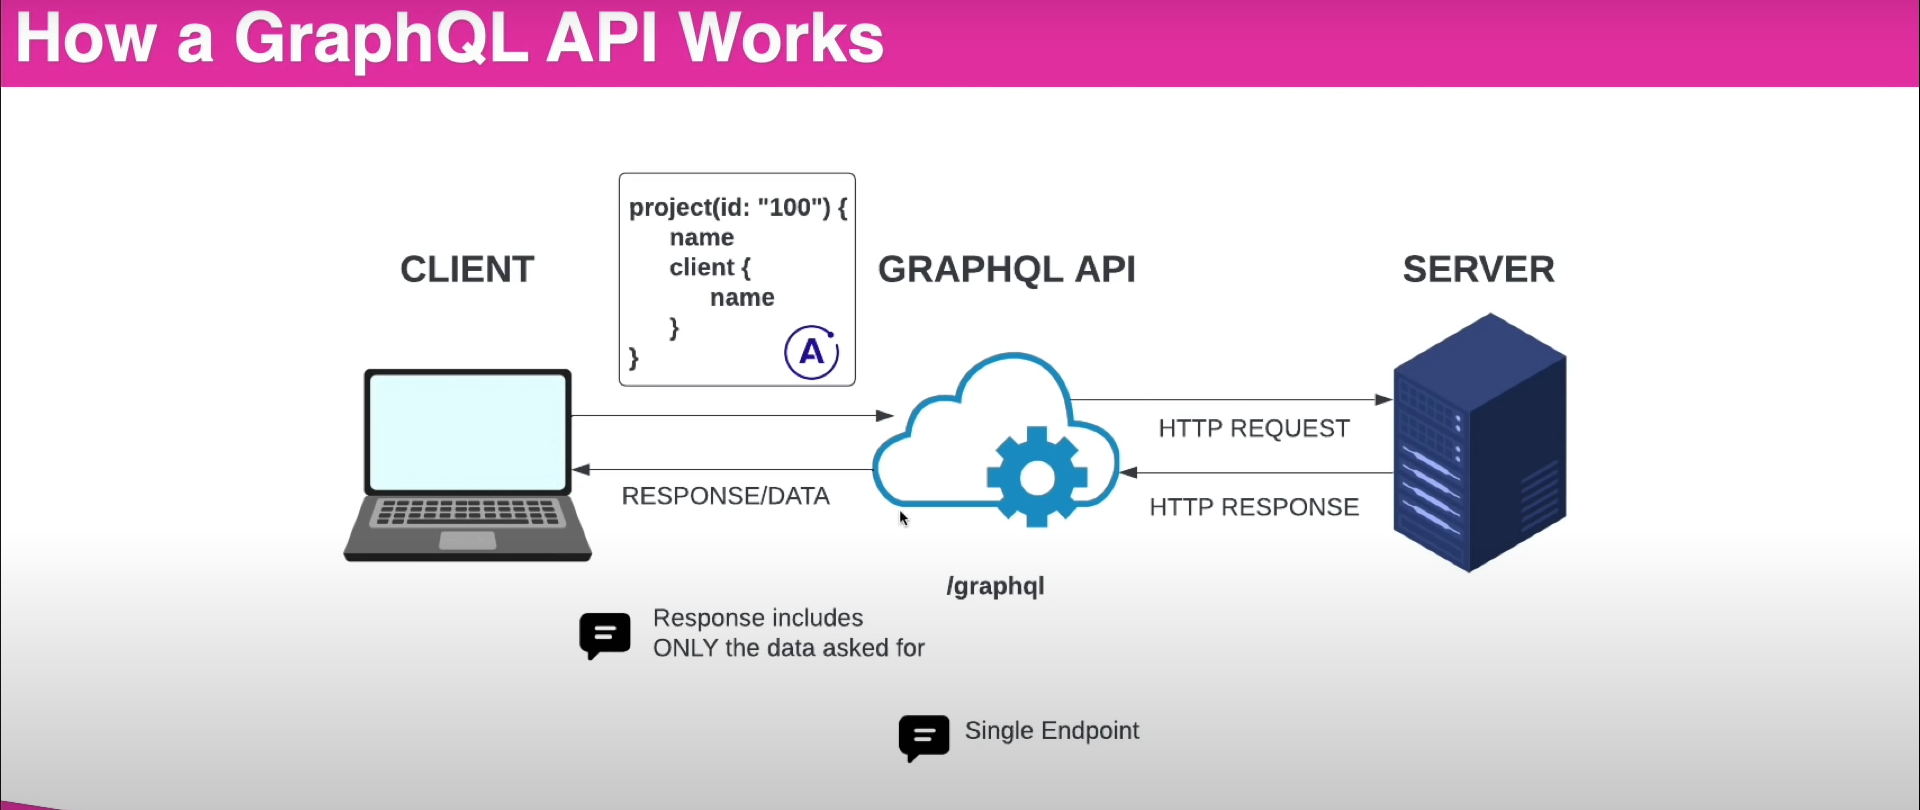 How a GraphQL API Works
CLIENT
project(id: "100") {
name
client {
name
}
}
A
GRAPHQL API
SERVER
HTTP REQUEST
RESPONSE/DATA
HTTP RESPONSE
/graphql
Response includes
ONLY the data asked for
Single Endpoint